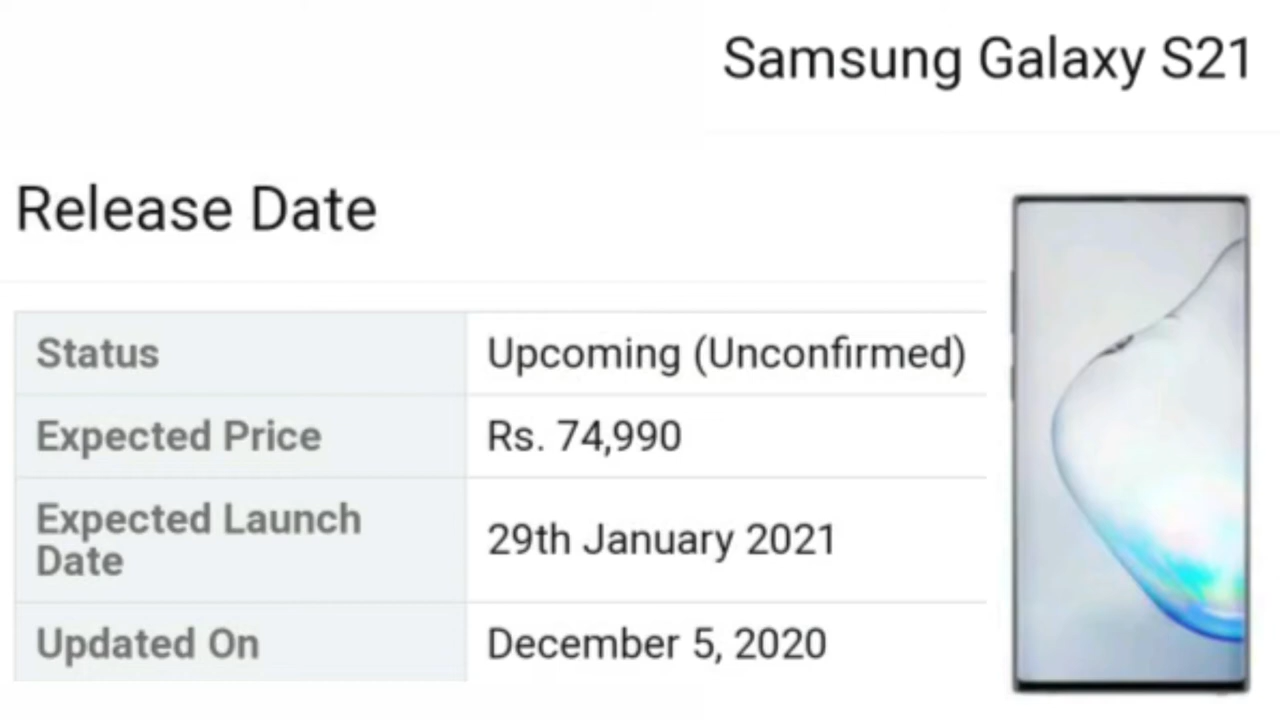 Samsung Galaxy S21
Release Date
Status Upcoming (Unconfirmed)
Expected Price Rs. 74,990
Expected Launch
Date
29th January 2021
Updated On December 5, 2020